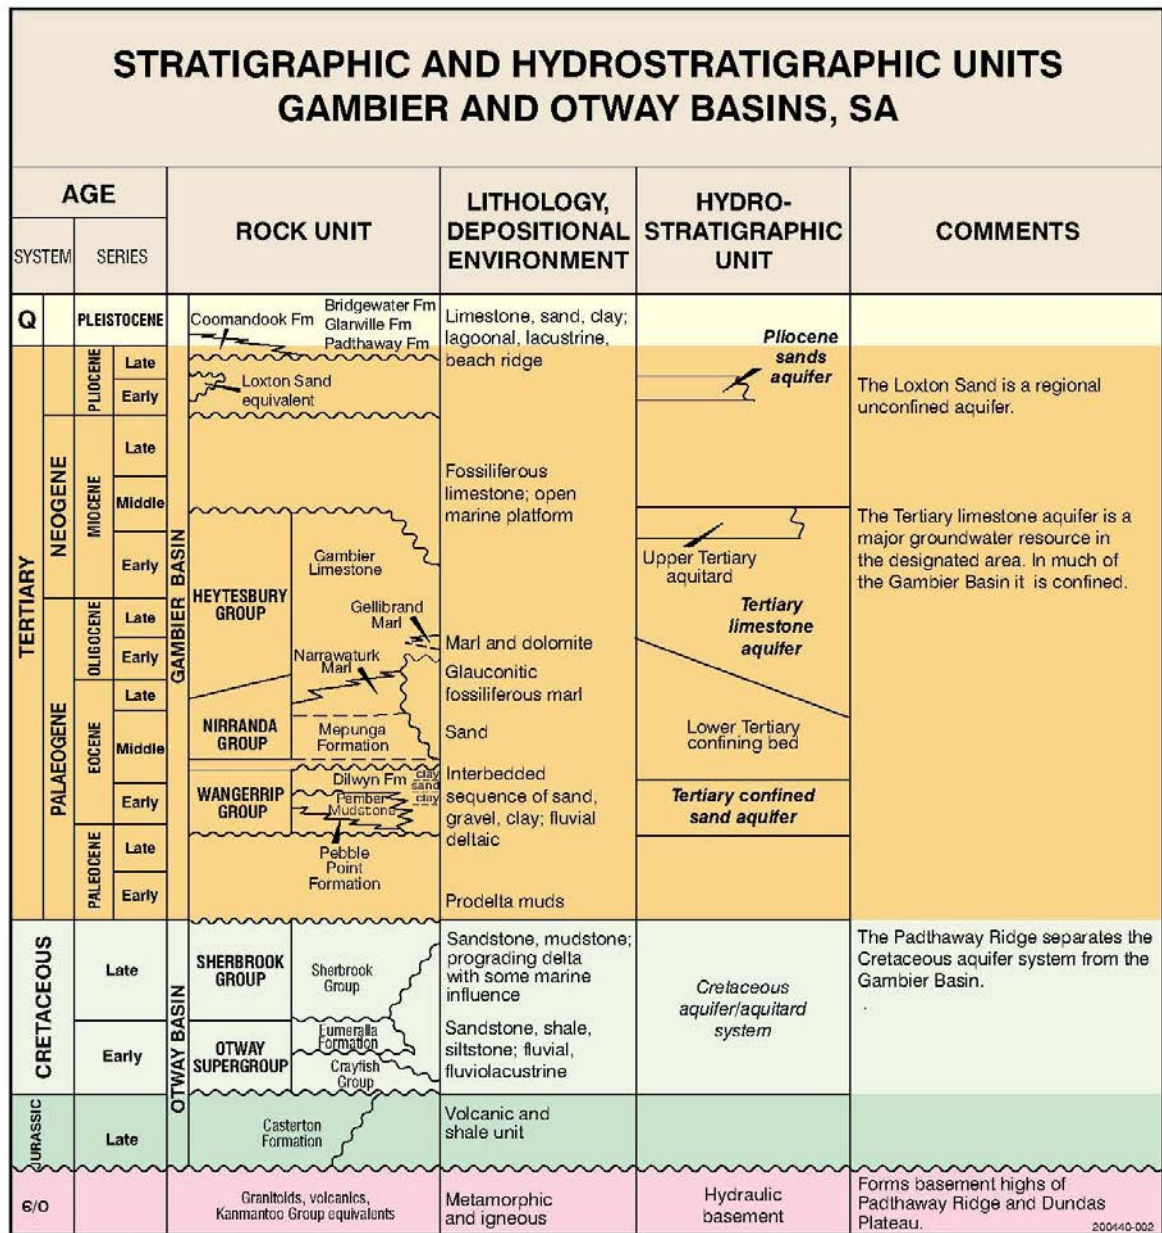 STRATIGRAPHIC AND HYDROSTRATIGRAPHIC UNITS
GAMBIER AND OTWAY BASINS, SA
AGE
SYSTEM
SERIES
ROCK UNIT
LITHOLOGY,
DEPOSITIONAL
ENVIRONMENT
HYDRO-
STRATIGRAPHIC
UNIT
COMMENTS
Q
PLEISTOCENE
Coomandook Fm
Bridgewater Fm
Glanville Fm
Padthaway Fm
Limestone, sand, clay;
lagoonal, lacustrine,
beach ridge
TERTIARY
NEOGENE
PLIOCENE
Late
Early
GAMBIER BASIN
Loxton Sand
equivalent
Pliocene
sands
aquifer
The Loxton Sand is a regional
unconfined aquifer.
MIOCENE
Late
Middle
Early
HEYTESBURY
GROUP
Gambier
Limestone
Fossiliferous
limestone; open
marine platform
Upper Tertiary
aquitard
The Tertiary limestone aquifer is a
major groundwater resource in
the designated area. In much of
the Gambier Basin it is confined.
PALAEOGENE
OLIGOCENE
Late
Early
Gellibrand
Marl
Marl and dolomite
Tertiary
limestone
aquifer
Narrawaturk
Marl
Glauconitic
fossiliferous marl
EOCENE
Late
Middle
Early
NIRRANDA
GROUP
Mepunga
Formation
Sand
Lower Tertiary
confining bed
WANGERRIP
GROUP
Dilwyn Fm
clay
sand
clay
Pember
Mudstone
Interbedded
sequence of sand,
gravel, clay; fluvial
deltaic
Tertiary confined
sand aquifer
PALEOCENE
Late
Early
Pebble
Point
Formation
Prodelta muds
CRETACEOUS
Late
Early
OTWAY BASIN
SHERBROOK
GROUP
Sherbrook
Group
Sandstone, mudstone;
prograding delta
with some marine
influence
Cretaceous
aquifer/aquitard
system
The Padthaway Ridge separates the
Cretaceous aquifer system from the
Gambier Basin.
OTWAY
SUPERGROUP
Eumeralla
Formation
Crayfish
Group
Sandstone, shale,
siltstone; fluvial,
fluviolacustrine
JURASSIC
Late
Casterton
Formation
Volcanic and
shale unit
Є/O
Granitoids, volcanics,
Kanmantoo Group equivalents
Metamorphic
and igneous
Hydraulic
basement
Forms basement highs of
Padthaway Ridge and Dundas
Plateau.
200440-002